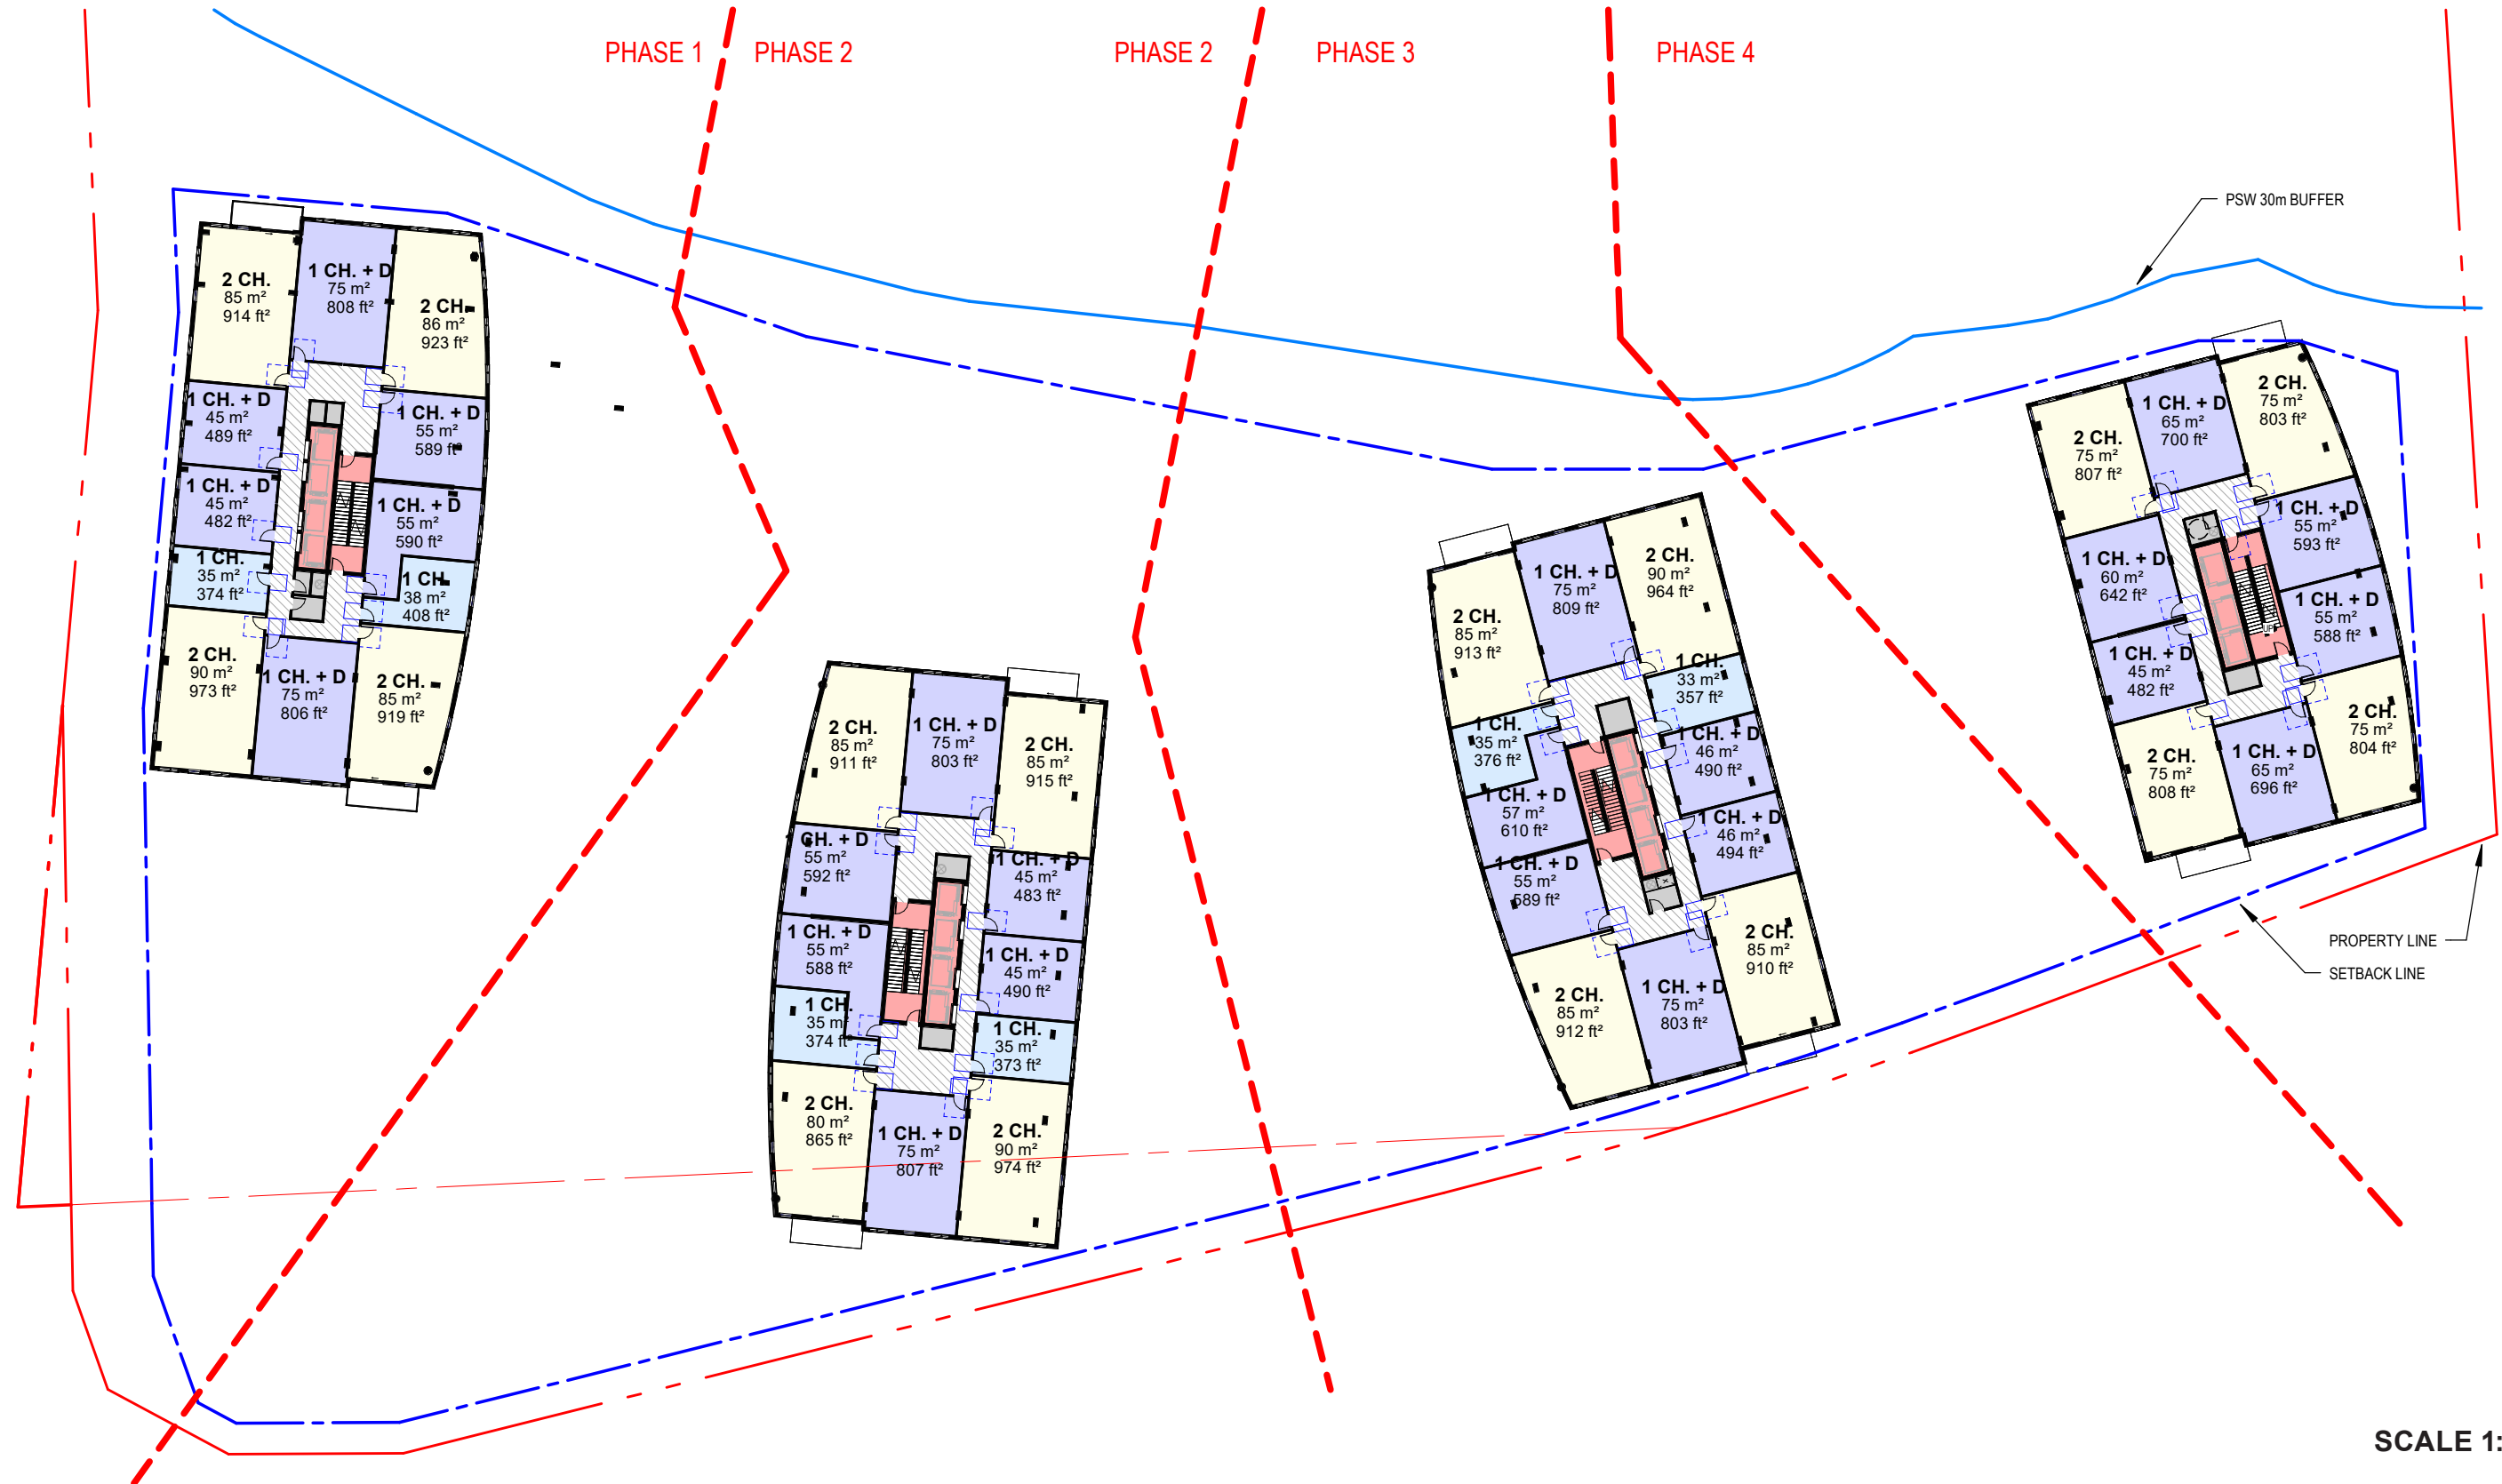 PHASE 1
PHASE 2
PHASE 2
PHASE 3
PHASE 4
PSW 30m BUFFER
2 CH.
85 m²
914 ft²
1 CH. + D
75 m²
808 ft²
2 CH.
86 m²
923 ft²
1 CH. + D
45 m²
489 ft²
1 CH. + D
55 m²
589 ft²
1 CH. + D
45 m²
482 ft²
1 CH. + D
55 m²
590 ft²
1 CH.
35 m²
374 ft²
1 CH.
38 m²
408 ft²
2 CH.
90 m²
973 ft²
1 CH. + D
75 m²
806 ft²
2 CH.
85 m²
919 ft²
2 CH.
85 m²
911 ft²
1 CH. + D
75 m²
803 ft²
2 CH.
85 m²
915 ft²
CH. + D
55 m²
592 ft²
1 CH. + D
45 m²
483 ft²
1 CH. + D
55 m²
588 ft²
1 CH. + D
45 m²
490 ft²
1 CH.
35 m²
374 ft²
1 CH.
35 m²
373 ft²
2 CH.
80 m²
865 ft²
1 CH. + D
75 m²
807 ft²
2 CH.
90 m²
974 ft²
2 CH.
85 m²
913 ft²
1 CH. + D
75 m²
809 ft²
2 CH.
90 m²
964 ft²
1 CH.
33 m²
357 ft²
1 CH.
35 m²
376 ft²
1 CH. + D
46 m²
490 ft²
1 CH. + D
57 m²
610 ft²
1 CH. + D
46 m²
494 ft²
1 CH. + D
55 m²
589 ft²
2 CH.
85 m²
910 ft²
2 CH.
85 m²
912 ft²
1 CH. + D
75 m²
803 ft²
2 CH.
75 m²
807 ft²
1 CH. + D
65 m²
700 ft²
2 CH.
75 m²
803 ft²
1 CH. + D
55 m²
593 ft²
1 CH. + D
60 m²
642 ft²
1 CH. + D
55 m²
588 ft²
UP
1 CH. + D
45 m²
482 ft²
2 CH.
75 m²
804 ft²
2 CH.
75 m²
808 ft²
1 CH. + D
65 m²
696 ft²
PROPERTY LINE
SETBACK LINE
SCALE 1: